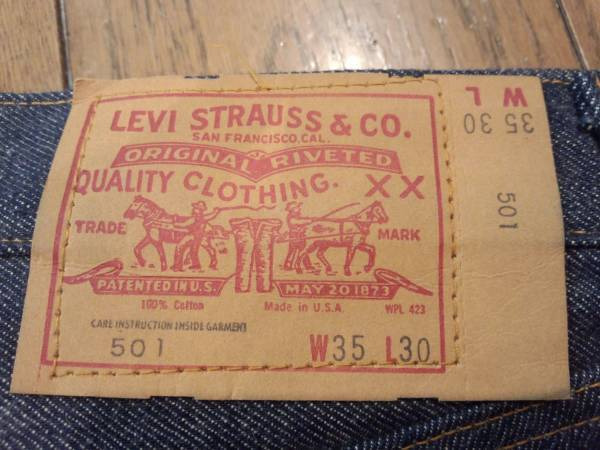 LEVI STRAUSS & CO.
SAN FRANCISCO, CAL.
ORIGINAL RIVETED
QUALITY CLOTHING. XX
TRADE MARK
PATENTED IN U.S. MAY 20 1873
100% Cotton Made in U.S.A. WPL 423
CARE INSTRUCTION INSIDE GARMENT
501 W35 L30
W L
35 30
501